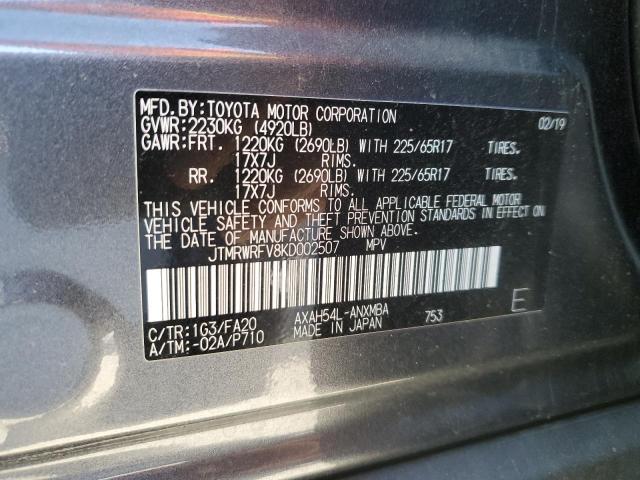 MFD.BY:TOYOTA MOTOR CORPORATION 02/19
GVWR:2230KG (4920LB)
GAWR:FRT. 1220KG (2690LB) WITH 225/65R17 TIRES.
17X7J RIMS.
RR. 1220KG (2690LB) WITH 225/65R17 TIRES.
17X7J RIMS.
THIS VEHICLE CONFORMS TO ALL APPLICABLE FEDERAL MOTOR
VEHICLE SAFETY AND THEFT PREVENTION STANDARDS IN EFFECT ON
THE DATE OF MANUFACTURE SHOWN ABOVE.
JTMRWRFV8KD002507 MPV
C/TR:1G3/FA20 AXAH54L-ANXMBA 753 E
A/TM:-02A/P710 MADE IN JAPAN